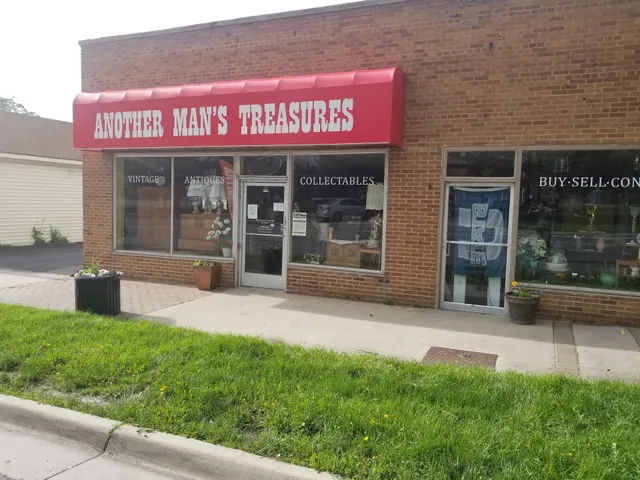 ANOTHER MAN'S TREASURES
VINTAGE
ANTIQUES
COLLECTABLES
BUY·SELL·CON